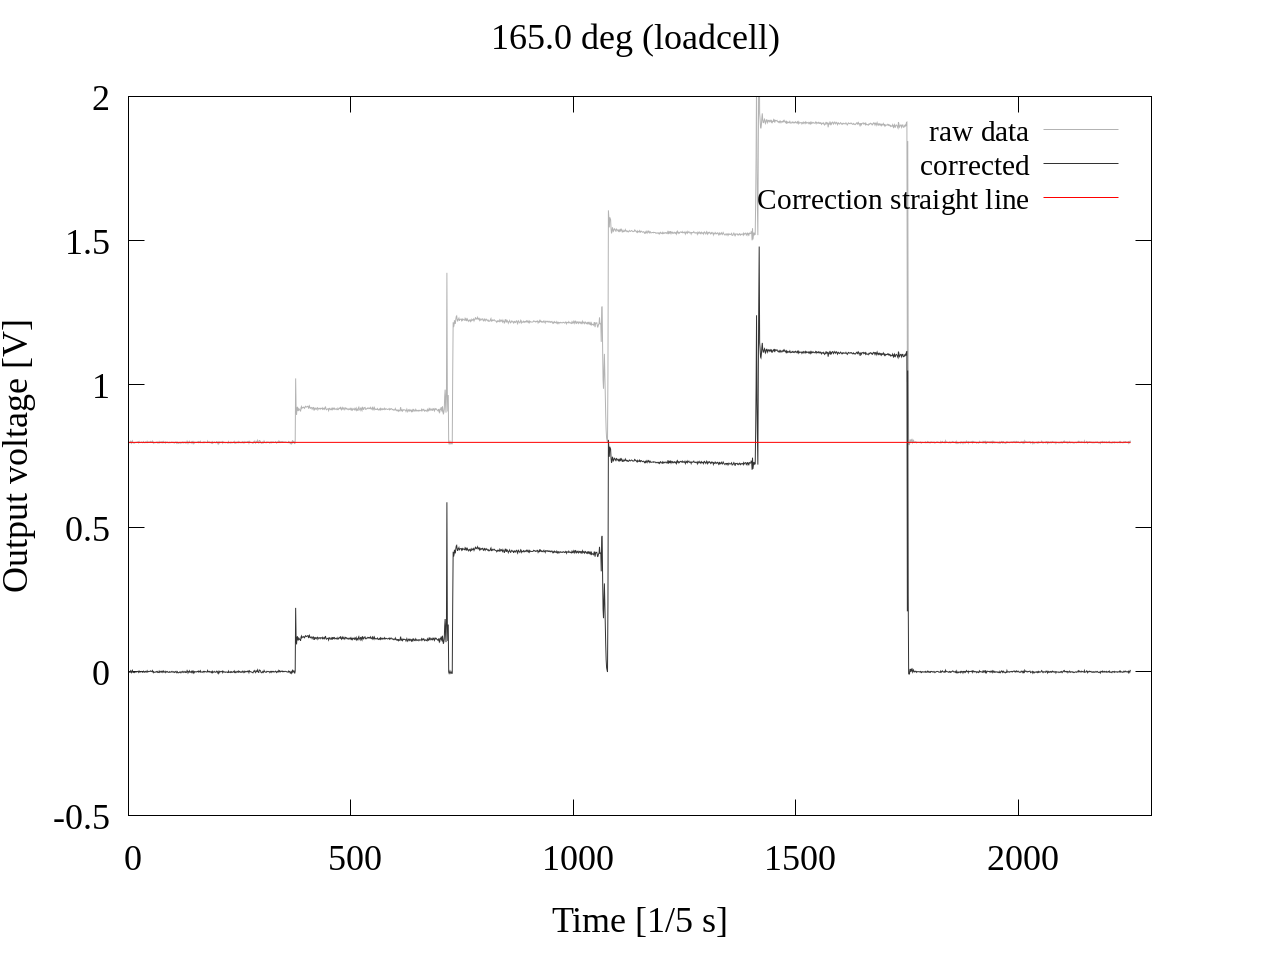 165.0 deg (loadcell)
2
1.5
1
0.5
0
-0.5
Output voltage [V]
raw data
corrected
Correction straight line
0
500
1000
1500
2000
Time [1/5 s]